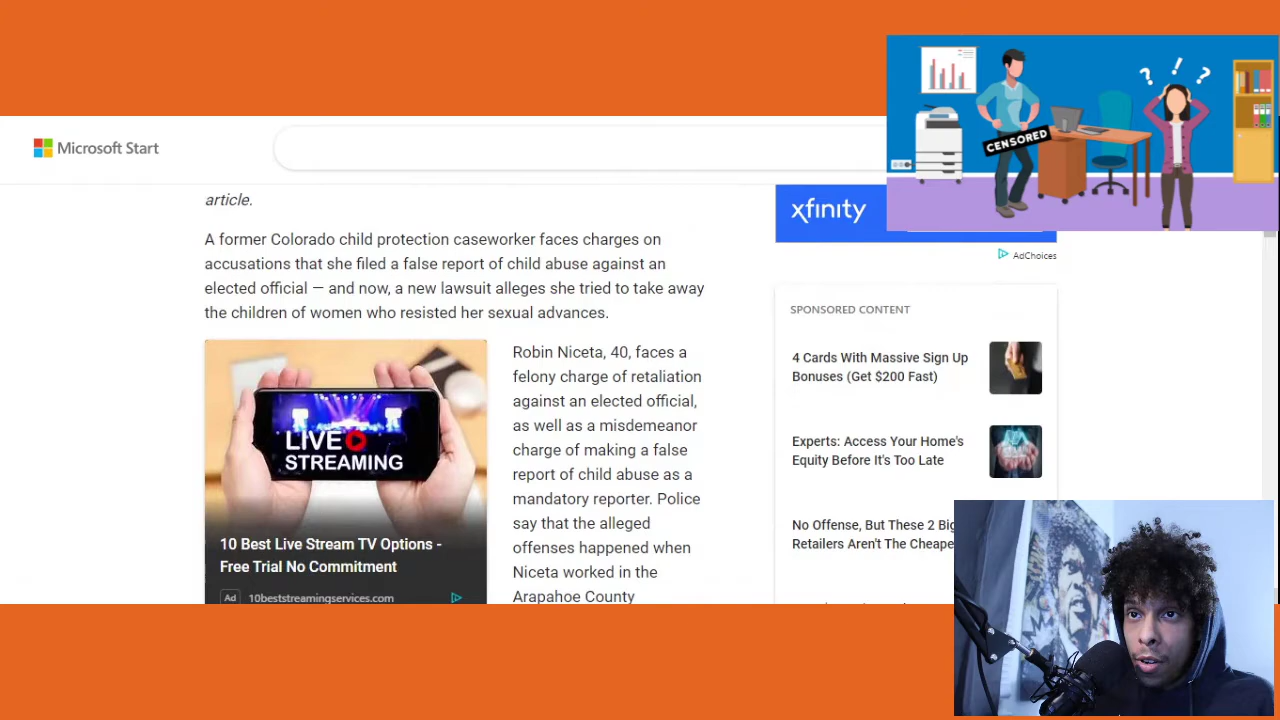 ? ! ?
CENSORED
Microsoft Start
xfinity
AdChoices
article.
A former Colorado child protection caseworker faces charges on
accusations that she filed a false report of child abuse against an
elected official — and now, a new lawsuit alleges she tried to take away
the children of women who resisted her sexual advances.
LIVE
STREAMING
10 Best Live Stream TV Options -
Free Trial No Commitment
Ad 10beststreamingservices.com
Robin Niceta, 40, faces a
felony charge of retaliation
against an elected official,
as well as a misdemeanor
charge of making a false
report of child abuse as a
mandatory reporter. Police
say that the alleged
offenses happened when
Niceta worked in the
Arapahoe County
SPONSORED CONTENT
4 Cards With Massive Sign Up
Bonuses (Get $200 Fast)
Experts: Access Your Home's
Equity Before It's Too Late
No Offense, But These 2 Big
Retailers Aren't The